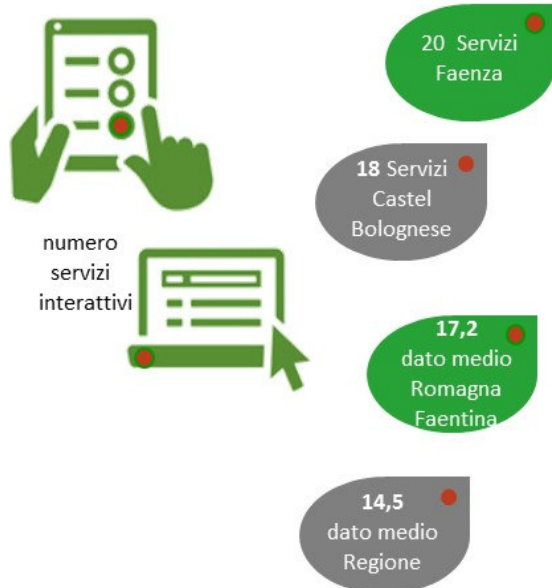 20 Servizi
Faenza
18 Servizi
Castel
Bolognese
numero
servizi
interattivi
17,2
dato medio
Romagna
Faentina
14,5
dato medio
Regione